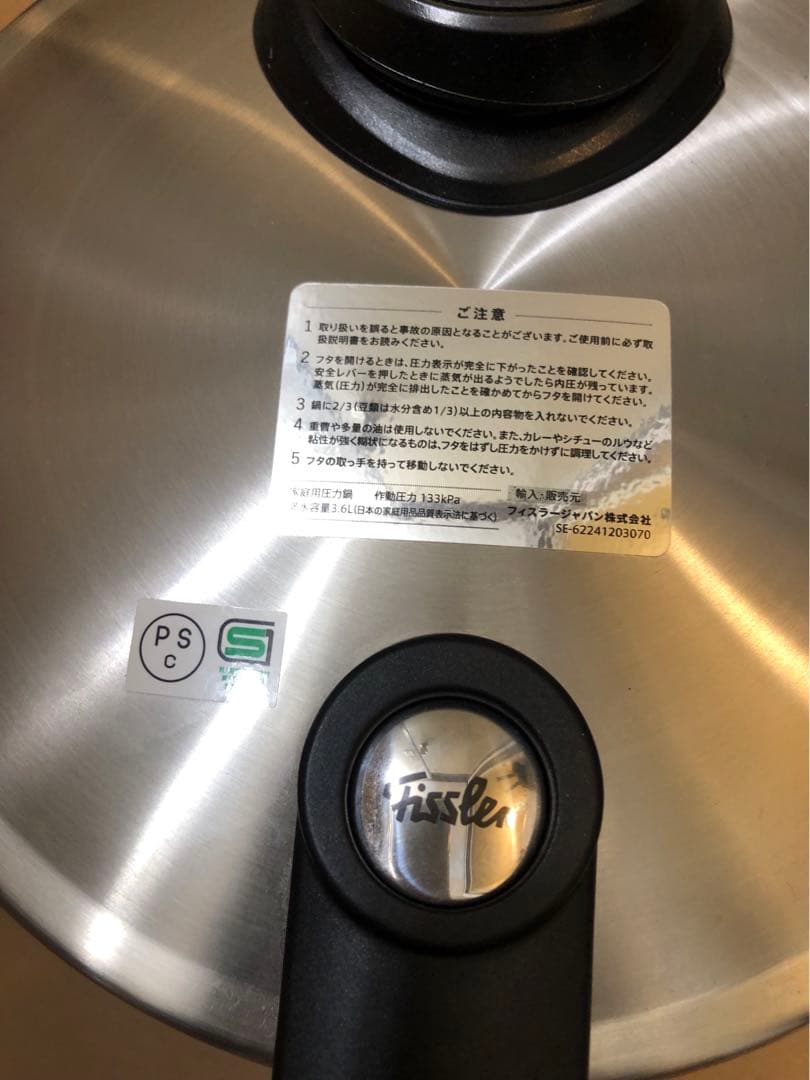 ご注意
1 取り扱いを誤ると事故の原因となることがございます。ご使用前に必ず取
扱説明書をお読みください。
2 フタを開けるときは、圧力表示が完全に下がったことを確認してください。
安全レバーを押したときに蒸気が出るようでしたら内圧が残っています。
蒸気(圧力)が完全に排出したことを確かめてからフタを開けてください。
3 鍋に2/3(豆類は水分含め1/3)以上の内容物を入れないでください。
4 重曹や多量の油は使用しないでください。また、カレーやシチューのルウなど
粘性が強く糊状になるものは、フタをはずし圧力をかけずに調理してください。
5 フタの取っ手を持って移動しないでください。
家庭用圧力鍋 作動圧力 133kPa
水容量3.6L(日本の家庭用品品質表示法に基づく)
輸入・販売元
フィスラージャパン株式会社
SE-62241203070
PS
C
S
Fissler